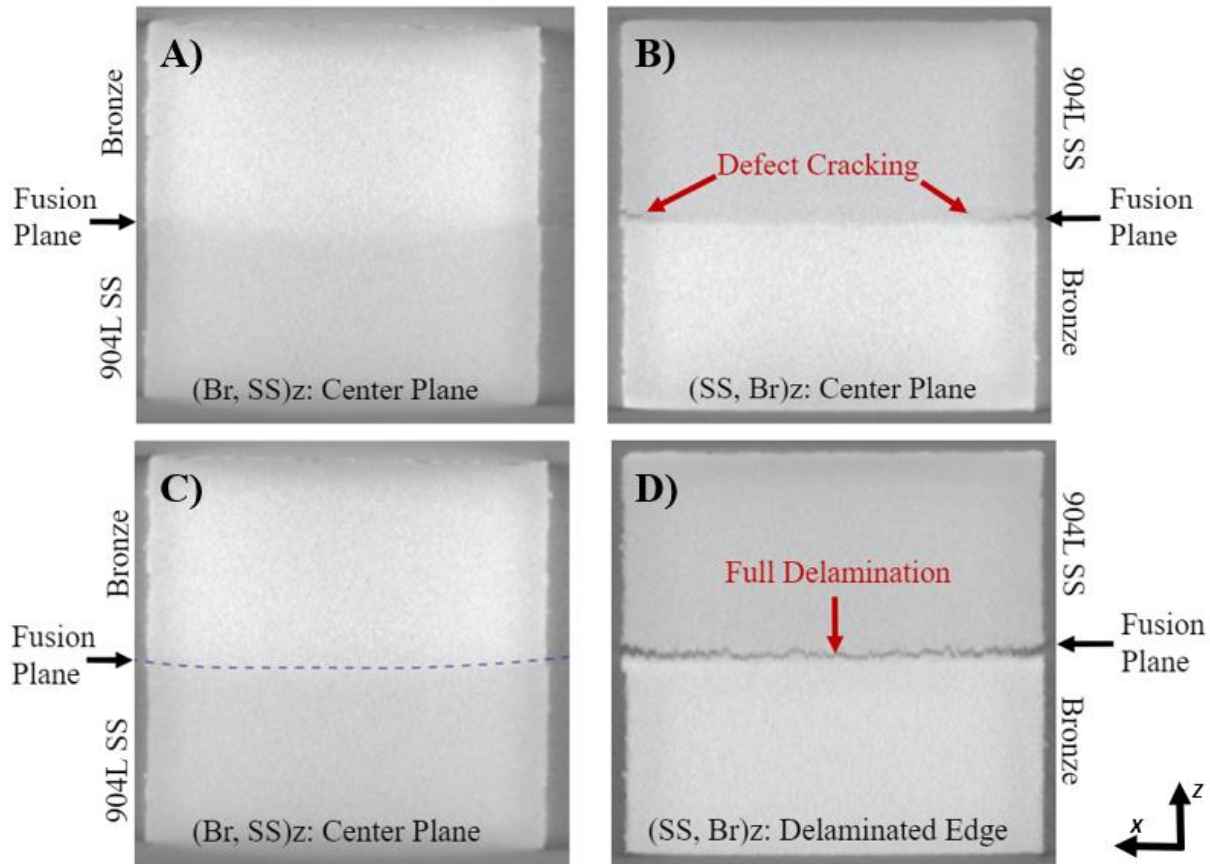 A)
Bronze
Fusion
Plane
904L SS
(Br, SS)z: Center Plane
B)
Defect Cracking
904L SS
Fusion
Plane
Bronze
(SS, Br)z: Center Plane
C)
Bronze
Fusion
Plane
904L SS
(Br, SS)z: Center Plane
D)
Full Delamination
904L SS
Fusion
Plane
Bronze
(SS, Br)z: Delaminated Edge
z
x